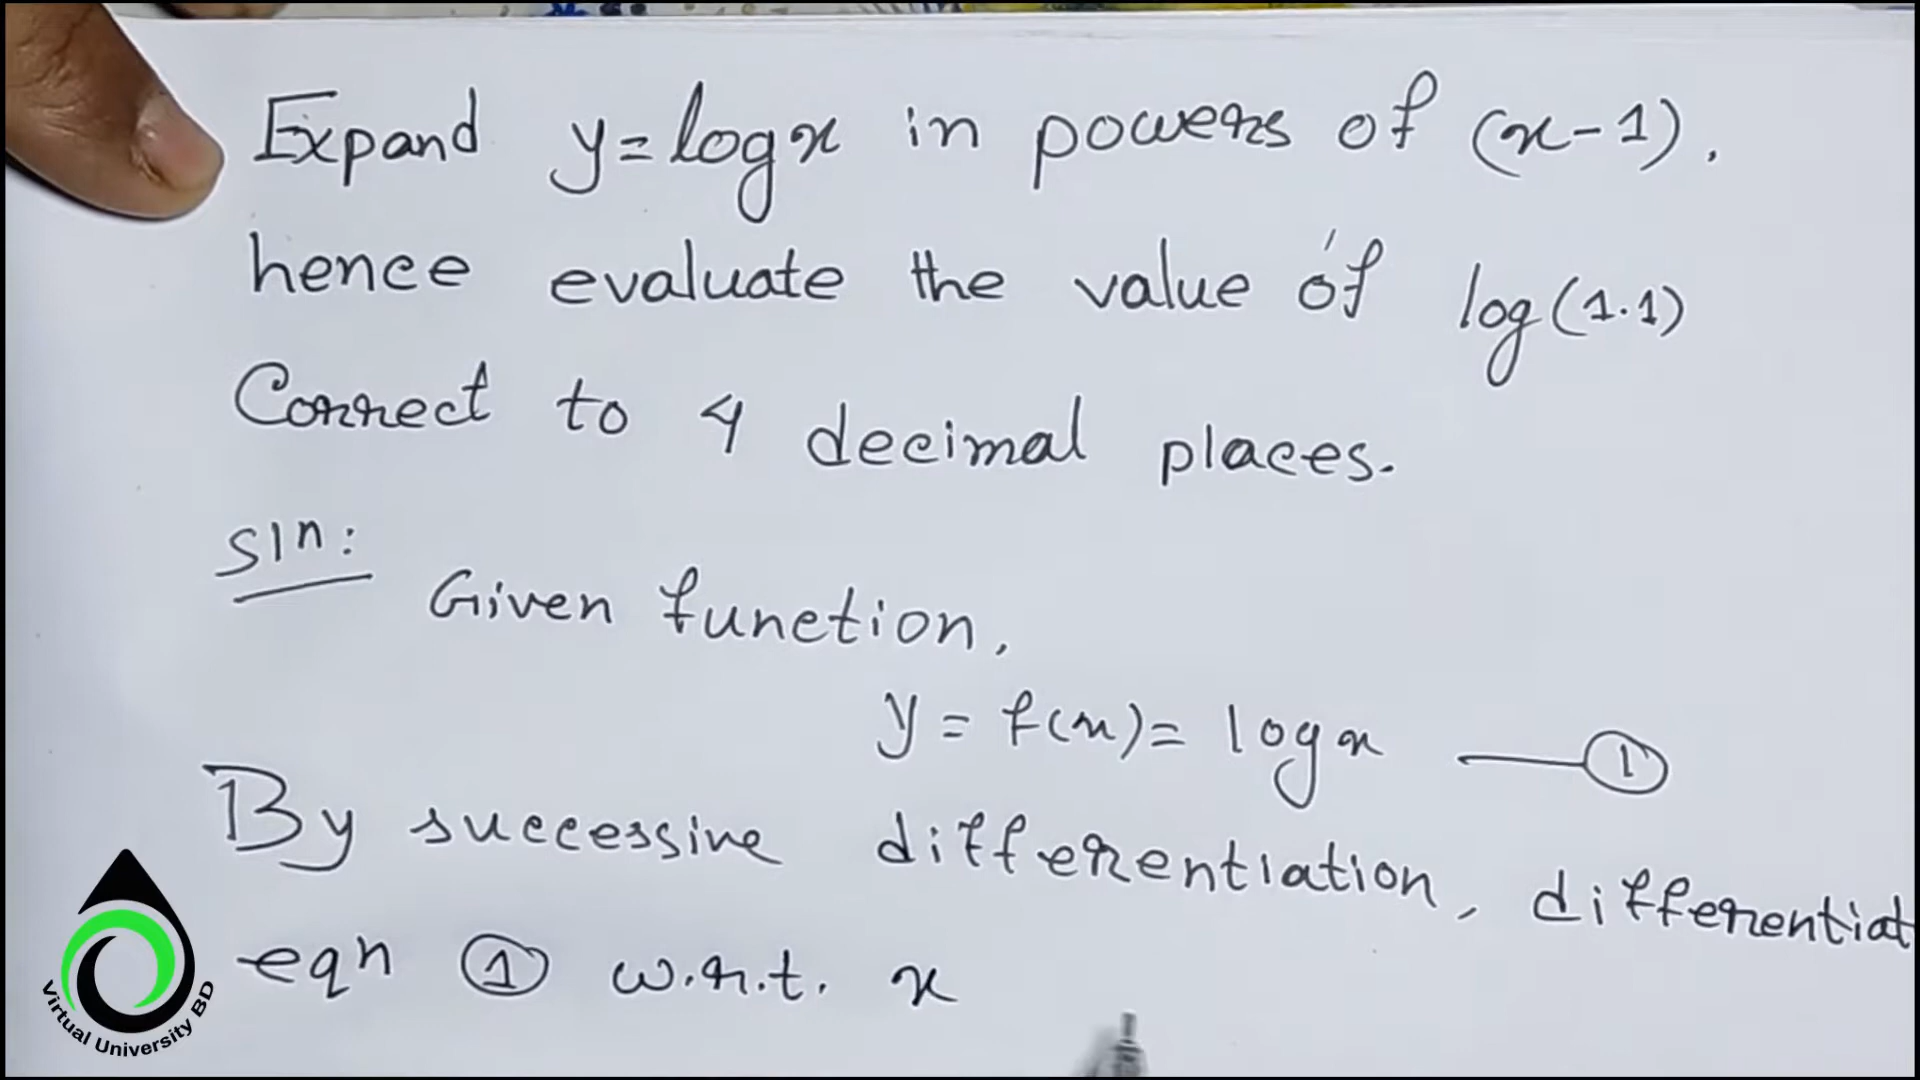 Expand y=logx in powers of (x-1).
hence evaluate the value of log(1.1)
Correct to 4 decimal places.
Sln:
Given function,
y = f(x) = logx — ①
By successive differentiation, differentiat
eqn ① w.r.t. x
Virtual University BD